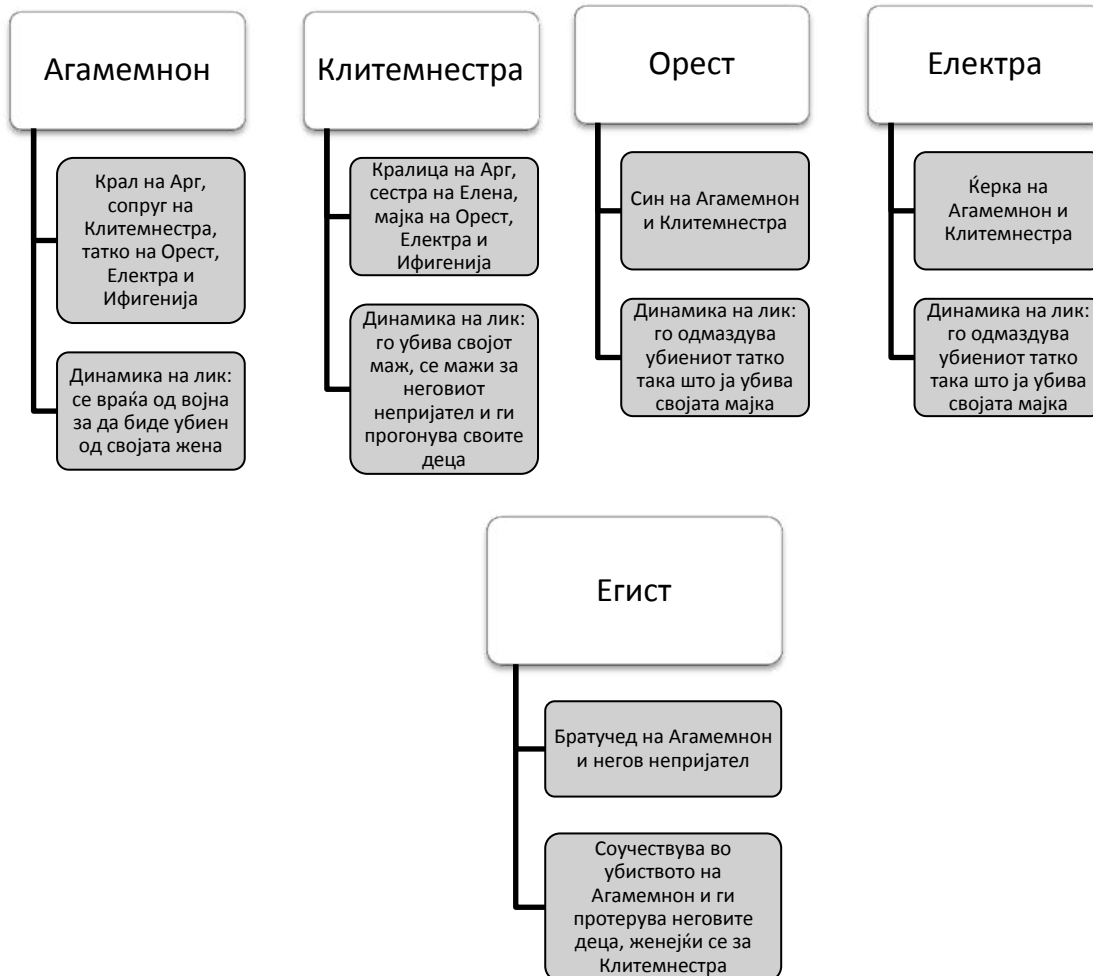 Агамемнон
Крал на Арг,
сопруг на
Клитемнестра,
татко на Орест,
Електра и
Ифигенија
Динамика на лик:
се враќа од војна
за да биде убиен
од својата жена
Клитемнестра
Кралица на Арг,
сестра на Елена,
мајка на Орест,
Електра и
Ифигенија
Динамика на лик:
го убива својот
маж, се мажи за
неговиот
непријател и ги
прогонува своите
деца
Орест
Син на Агамемнон
и Клитемнестра
Динамика на лик:
го одмаздува
убиениот татко
така што ја убива
својата мајка
Електра
Ќерка на
Агамемнон и
Клитемнестра
Динамика на лик:
го одмаздува
убиениот татко
така што ја убива
својата мајка
Егист
Братучед на Агамемнон
и негов непријател
Соучествува во
убиството на
Агамемнон и ги
протерува неговите
деца, женејќи се за
Клитемнестра